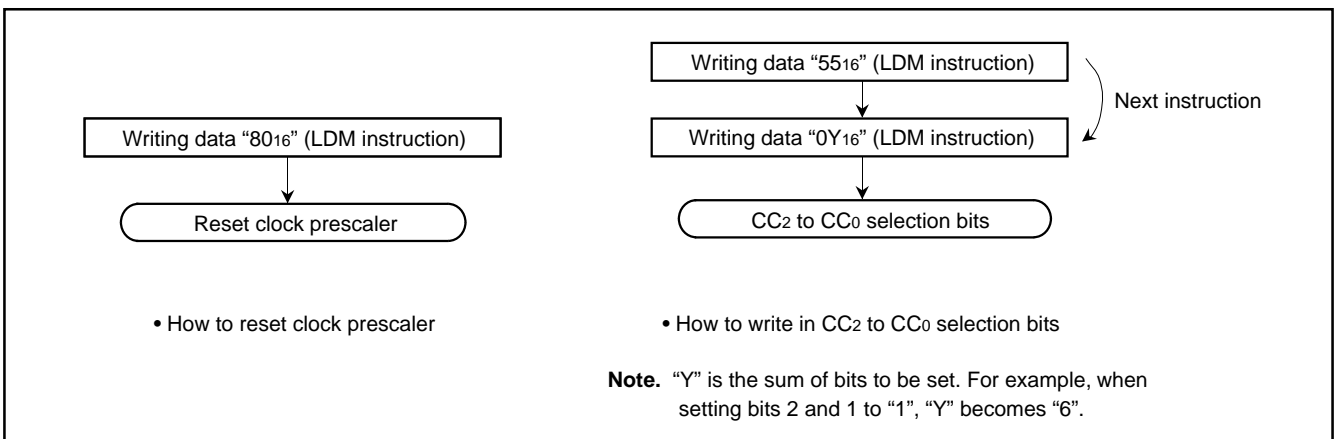 Writing data “80₁₆” (LDM instruction)
Reset clock prescaler
• How to reset clock prescaler
Writing data “55₁₆” (LDM instruction)
Next instruction
Writing data “0Y₁₆” (LDM instruction)
CC₂ to CC₀ selection bits
• How to write in CC₂ to CC₀ selection bits
Note. “Y” is the sum of bits to be set. For example, when
setting bits 2 and 1 to “1”, “Y” becomes “6”.